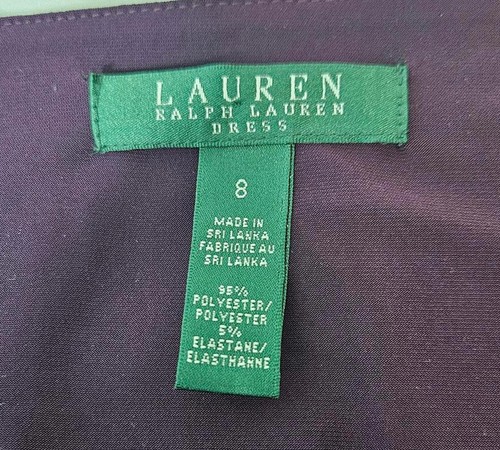 LAUREN
RALPH LAUREN
DRESS
8
MADE IN
SRI LANKA
FABRIQUE AU
SRI LANKA
95%
POLYESTER/
POLYESTER
5%
ELASTANE/
ELASTHANNE